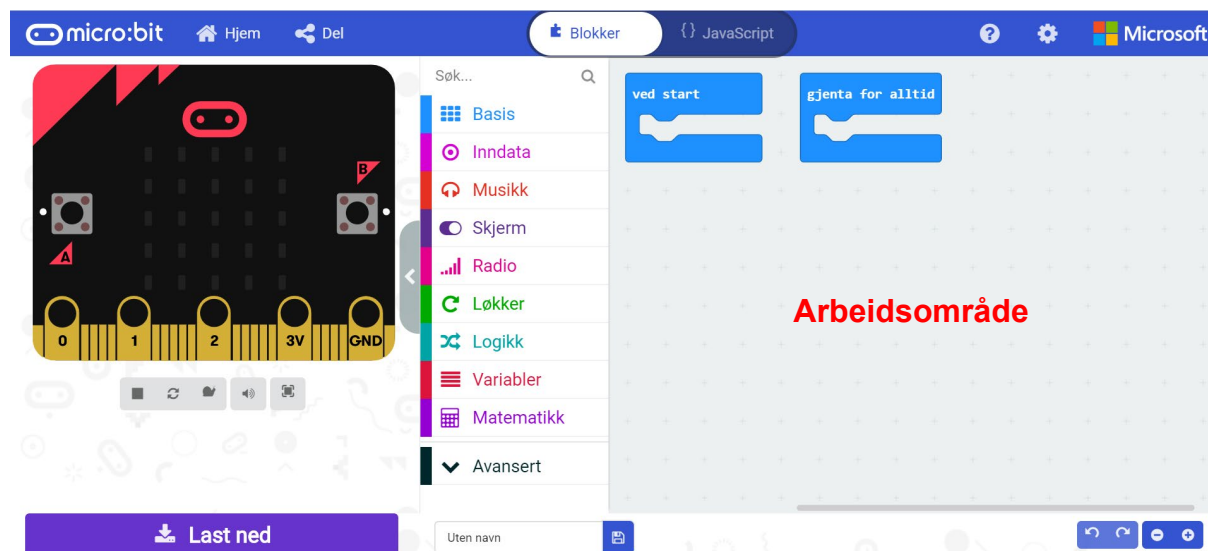 micro:bit
Hjem
Del
Blokker
{} JavaScript
Microsoft
Søk...
Basis
Inndata
Musikk
Skjerm
Radio
Løkker
Logikk
Variabler
Matematikk
Avansert
ved start
gjenta for alltid
Arbeidsområde
B
A
0 1 2 3V GND
Last ned
Uten navn